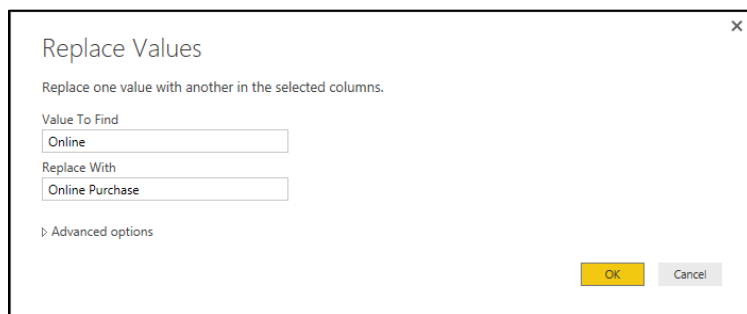 Replace Values
Replace one value with another in the selected columns.
Value To Find
Online
Replace With
Online Purchase
Advanced options
OK
Cancel